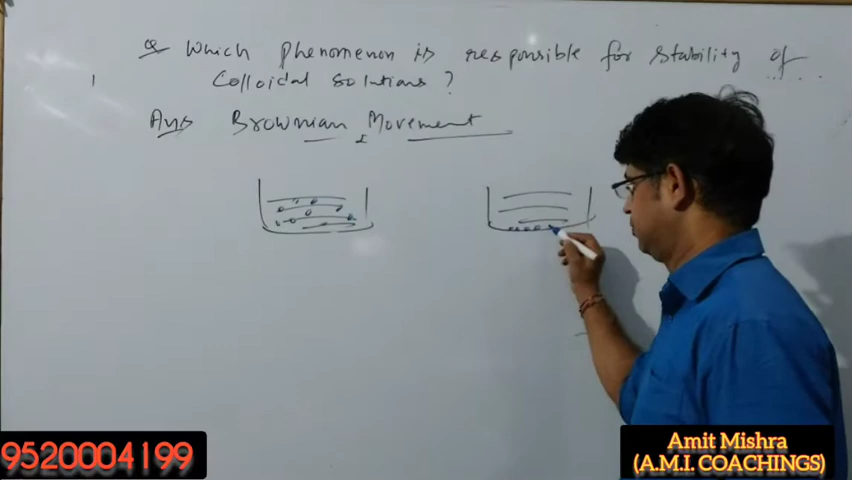 Q Which phenomenon is responsible for stability of
Colloidal solutions ?
Ans Brownian Movement
9520004199
Amit Mishra
(A.M.I. COACHINGS)